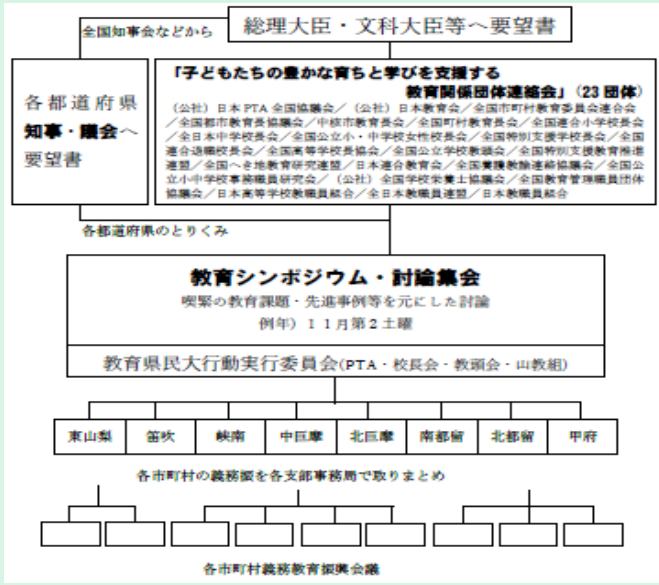 全国知事会などから
総理大臣・文科大臣等へ要望書
各都道府県
知事・議会へ
要望書
「子どもたちの豊かな育ちと学びを支援する
教育関係団体連絡会」(23団体)
(公社)日本PTA全国協議会/(公社)日本教育会/全国市町村教育委員会連合会
/全国都市教育長協議会/中核市教育長会/全国町村教育長会/全国連合小学校長会
/全日本中学校長会/全国公立小・中学校女性校長会/全国特別支援学校長会/全国
連合退職校長会/全国高等学校長協会/全国公立学校教頭会/全国特別支援教育推進
連盟/全国へき地教育研究連盟/日本連合教育会/全国養護教諭連絡協議会/全国公
立小中学校事務職員研究会/(公社)全国学校栄養士協議会/全国教育管理職員団体
協議会/日本高等学校教職員組合/全日本教職員連盟/日本教職員組合
各都道府県のとりくみ
教育シンポジウム・討論集会
喫緊の教育課題・先進事例等を元にした討論
例年)11月第2土曜
教育県民大行動実行委員会(PTA・校長会・教頭会・山教組)
東山梨 笛吹 峡南 中巨摩 北巨摩 南都留 北都留 甲府
各市町村の義務振を各支部事務局で取りまとめ
各市町村義務教育振興会議